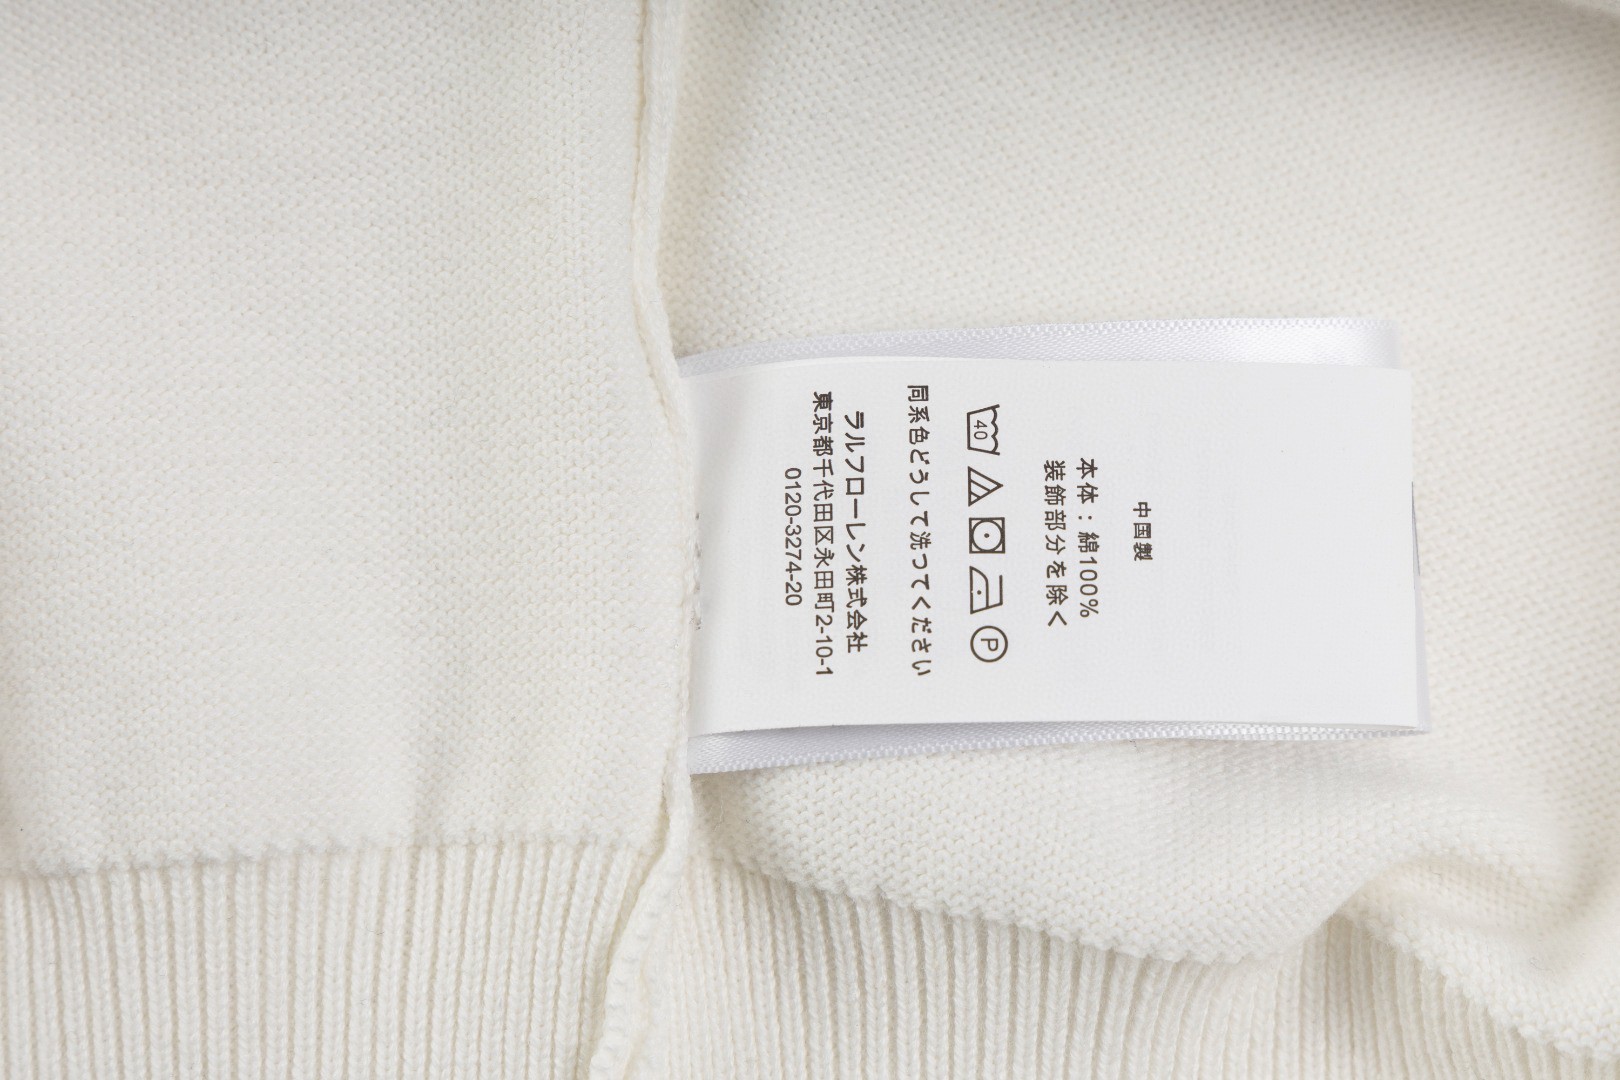 中国製
本体：綿100%
装飾部分を除く
40
P
同系色どうして洗つてください
ラルフローレン株式会社
東京都千代田区永田町2-10-1
0120-3274-20